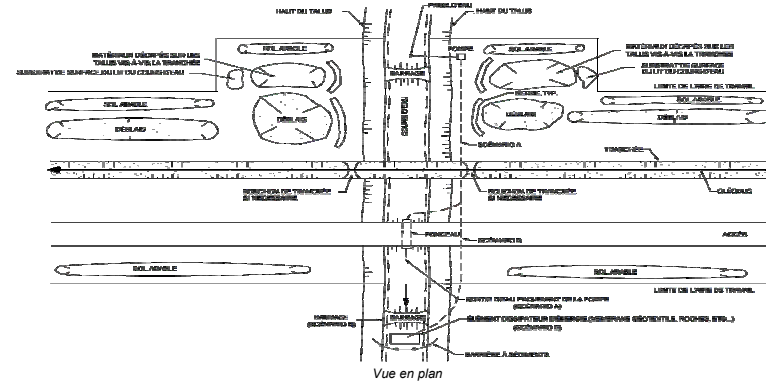 HAUT DU TALUS
PRISE D'EAU
HAUT DU TALUS
SOL ARABLE
POMPE
SOL ARABLE
MATÉRIAUX DÉCAPÉS SUR LES
TALUS VIS-À-VIS LA TRANCHÉE
MATÉRIAUX DÉCAPÉS SUR LES
TALUS VIS-À-VIS LA TRANCHÉE
SUBSTRAT DE SURFACE DU LIT DU COURS D'EAU
BARRAGE
SUBSTRAT DE SURFACE
DU LIT DU COURS D'EAU
LIMITE DE L'AIRE DE TRAVAIL
SOL ARABLE
BERGE, TYP.
SOL ARABLE
DÉBLAIS
DÉBLAIS
COURS D'EAU
DÉBLAIS
DÉBLAIS
SCÉNARIO A
TRANCHÉE
BOUCHON DE TRANCHÉE
SI NÉCESSAIRE
BOUCHON DE TRANCHÉE
SI NÉCESSAIRE
OLÉODUC
PONCEAU
SCÉNARIO B
ACCÈS
SOL ARABLE
SOL ARABLE
LIMITE DE L'AIRE DE TRAVAIL
SORTIE D'EAU PROVENANT DE LA POMPE
(SCÉNARIO A)
BARRAGE
(SCÉNARIO B)
BARRAGE
ÉLÉMENT DISSIPATEUR D'ÉNERGIE (MEMBRANE GÉOTEXTILE, ROCHES, ETC...)
(SCÉNARIO B)
BARRIÈRE À SÉDIMENTS
Vue en plan